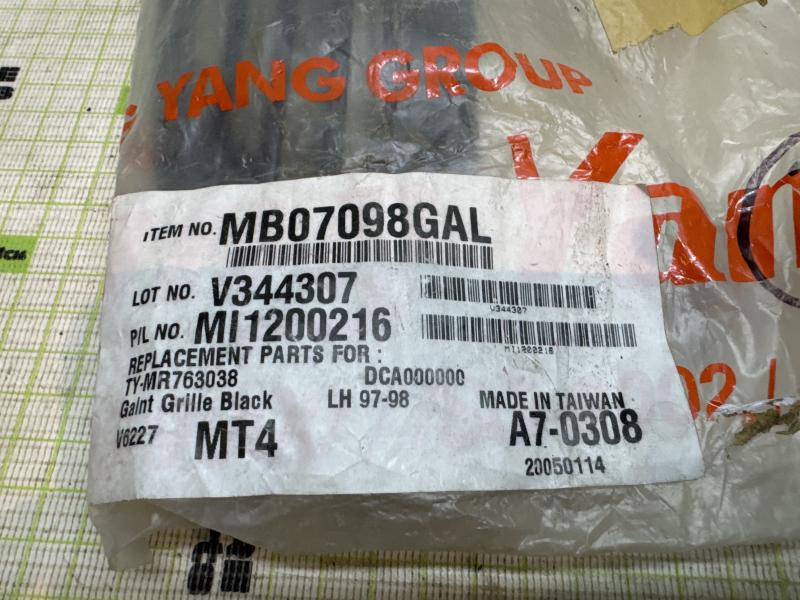 YANG GROUP
ITEM NO. MB07098GAL
LOT NO. V344307
V344307
P/L NO. MI1200216
MI1200216
REPLACEMENT PARTS FOR :
TY-MR763038 DCA000000
Gaint Grille Black LH 97-98 MADE IN TAIWAN
V6227 MT4 A7-0308
20050114